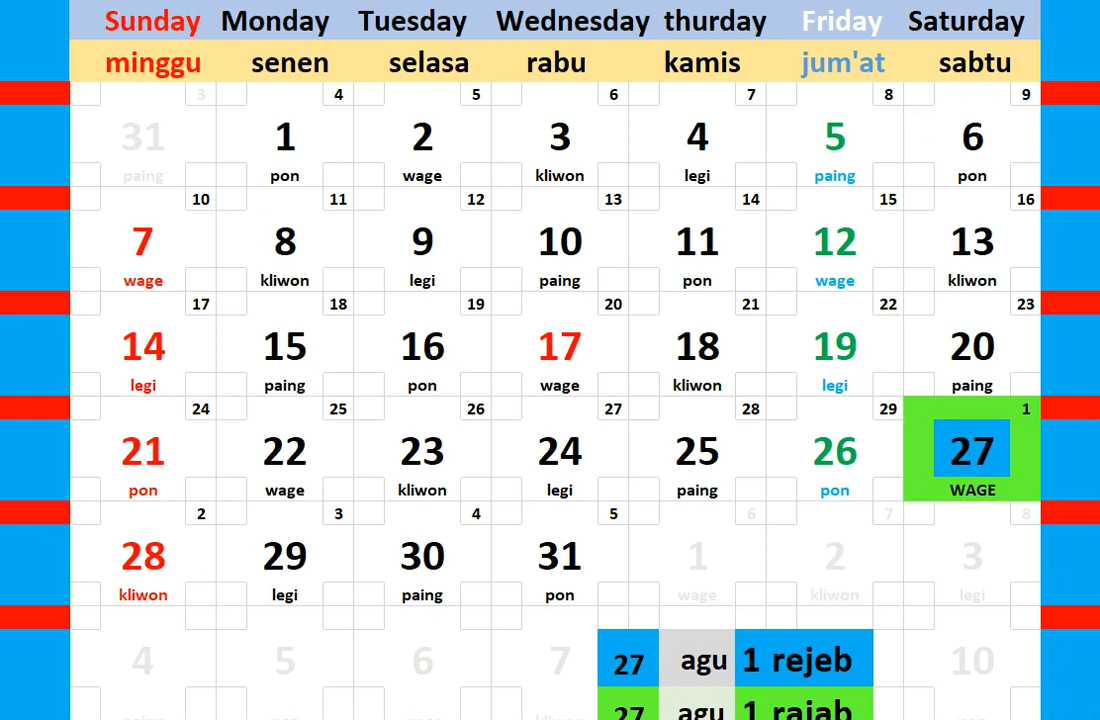 Sunday Monday Tuesday Wednesday thurday Friday Saturday
minggu senen selasa rabu kamis jum'at sabtu
3 4 5 6 7 8 9
31 1 2 3 4 5 6
paing pon wage kliwon legi paing pon
10 11 12 13 14 15 16
7 8 9 10 11 12 13
wage kliwon legi paing pon wage kliwon
17 18 19 20 21 22 23
14 15 16 17 18 19 20
legi paing pon wage kliwon legi paing
24 25 26 27 28 29 1
21 22 23 24 25 26 27
pon wage kliwon legi paing pon WAGE
2 3 4 5 6 7 8
28 29 30 31 1 2 3
kliwon legi paing pon wage kliwon legi
4 5 6 7 27 agu 1 rejeb 10
27 agu 1 rajab